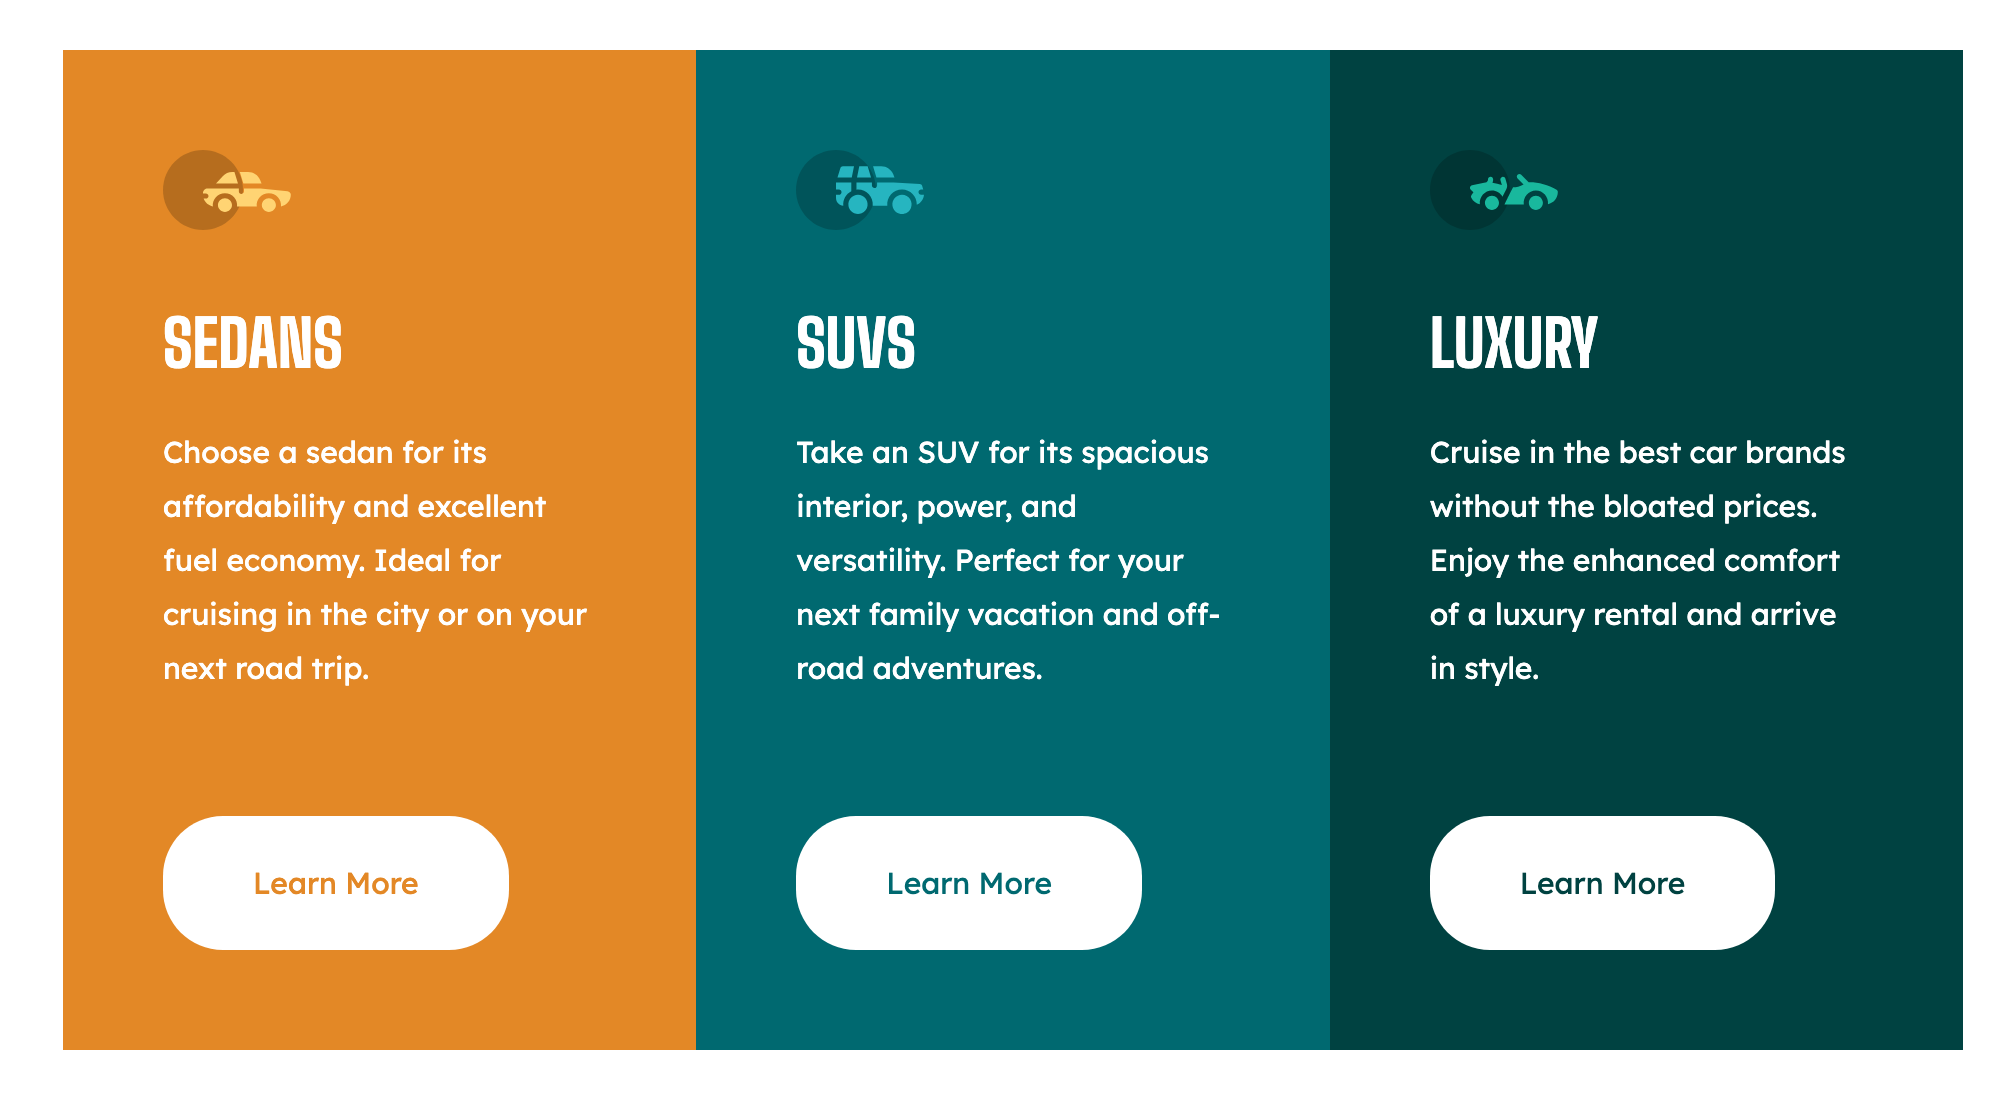 SEDANS
Choose a sedan for its
affordability and excellent
fuel economy. Ideal for
cruising in the city or on your
next road trip.
Learn More
SUVS
Take an SUV for its spacious
interior, power, and
versatility. Perfect for your
next family vacation and off-
road adventures.
Learn More
LUXURY
Cruise in the best car brands
without the bloated prices.
Enjoy the enhanced comfort
of a luxury rental and arrive
in style.
Learn More